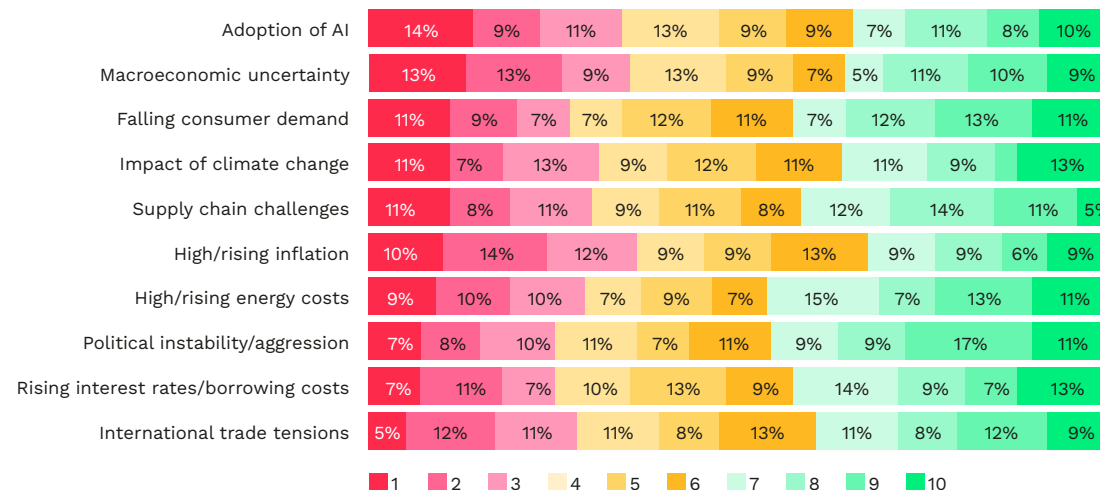 Adoption of AI 14% 9% 11% 13% 9% 9% 7% 11% 8% 10%
Macroeconomic uncertainty 13% 13% 9% 13% 9% 7% 5% 11% 10% 9%
Falling consumer demand 11% 9% 7% 7% 12% 11% 7% 12% 13% 11%
Impact of climate change 11% 7% 13% 9% 12% 11% 11% 9% 13%
Supply chain challenges 11% 8% 11% 9% 11% 8% 12% 14% 11% 5%
High/rising inflation 10% 14% 12% 9% 9% 13% 9% 9% 6% 9%
High/rising energy costs 9% 10% 10% 7% 9% 7% 15% 7% 13% 11%
Political instability/aggression 7% 8% 10% 11% 7% 11% 9% 9% 17% 11%
Rising interest rates/borrowing costs 7% 11% 7% 10% 13% 9% 14% 9% 7% 13%
International trade tensions 5% 12% 11% 11% 8% 13% 11% 8% 12% 9%
1 2 3 4 5 6 7 8 9 10